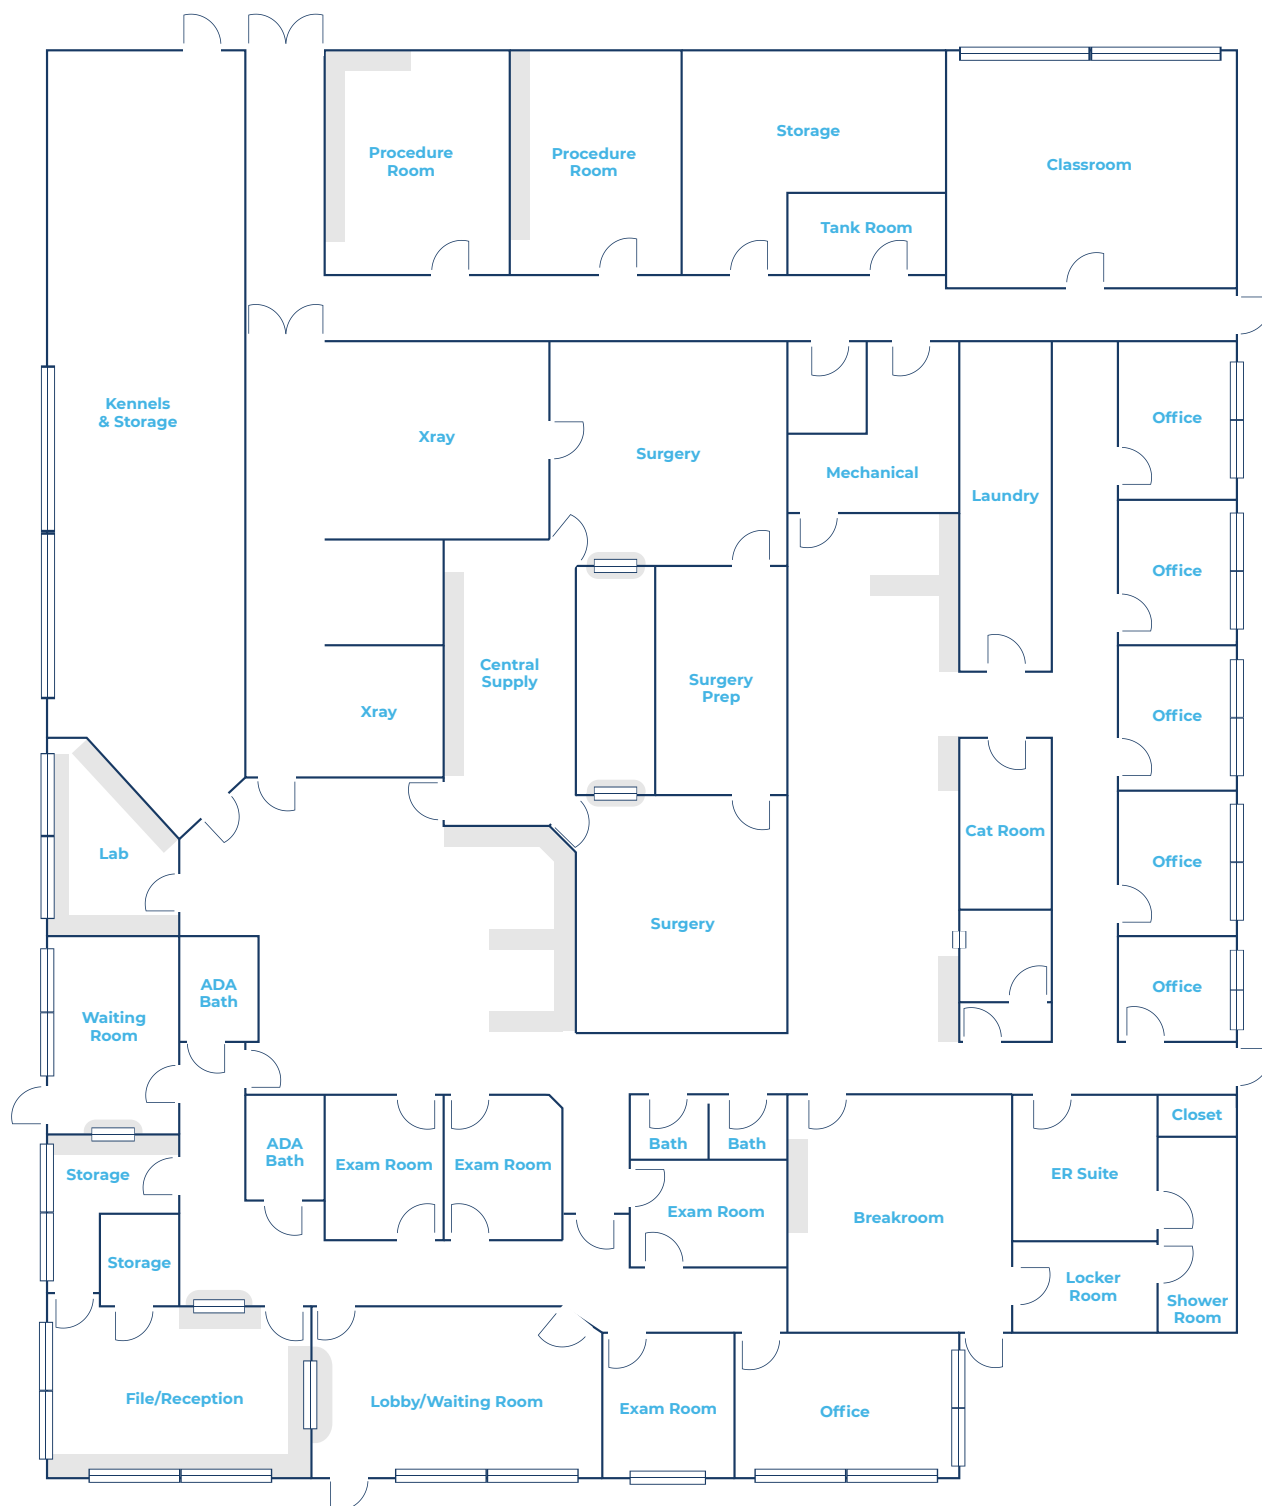 Procedure
Room
Procedure
Room
Storage
Tank Room
Classroom
Kennels
& Storage
Xray
Surgery
Mechanical
Laundry
Office
Office
Central
Supply
Surgery
Prep
Xray
Office
Lab
Cat Room
Office
Surgery
ADA
Bath
Office
Waiting
Room
ADA
Bath
Exam Room
Exam Room
Bath
Bath
Closet
Storage
ER Suite
Exam Room
Breakroom
Storage
Locker
Room
Shower
Room
File/Reception
Lobby/Waiting Room
Exam Room
Office